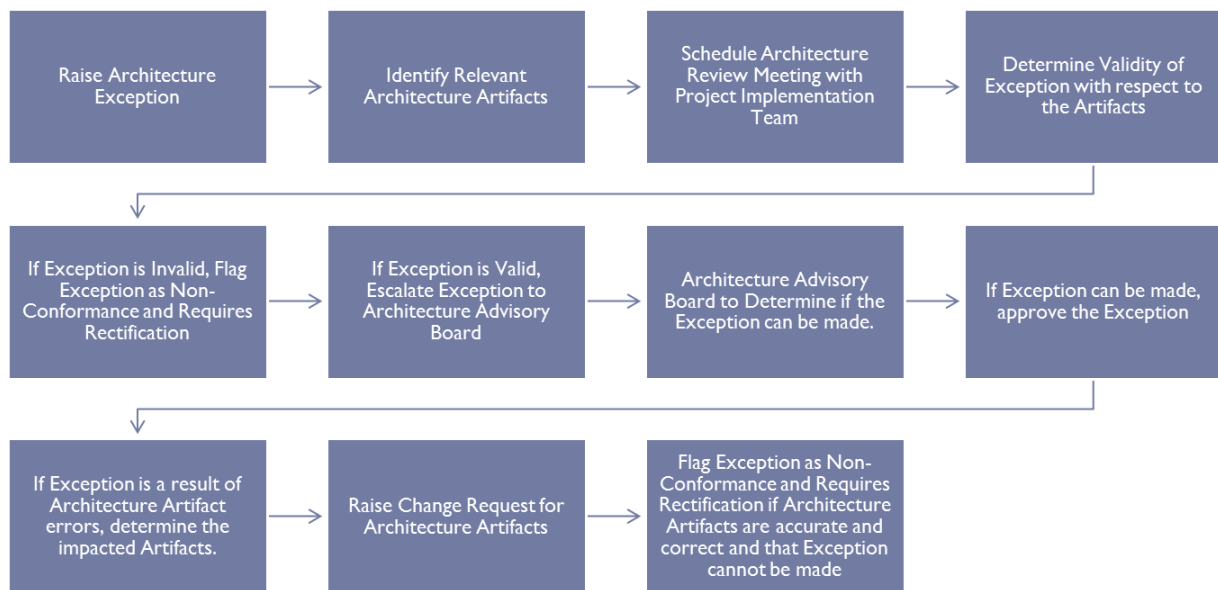 Raise Architecture
Exception
Identify Relevant
Architecture Artifacts
Schedule Architecture
Review Meeting with
Project Implementation
Team
Determine Validity of
Exception with respect to
the Artifacts
If Exception is Invalid, Flag
Exception as Non-
Conformance and Requires
Rectification
If Exception is Valid,
Escalate Exception to
Architecture Advisory
Board
Architecture Advisory
Board to Determine if the
Exception can be made.
If Exception can be made,
approve the Exception
If Exception is a result of
Architecture Artifact
errors, determine the
impacted Artifacts.
Raise Change Request for
Architecture Artifacts
Flag Exception as Non-
Conformance and Requires
Rectification if Architecture
Artifacts are accurate and
correct and that Exception
cannot be made